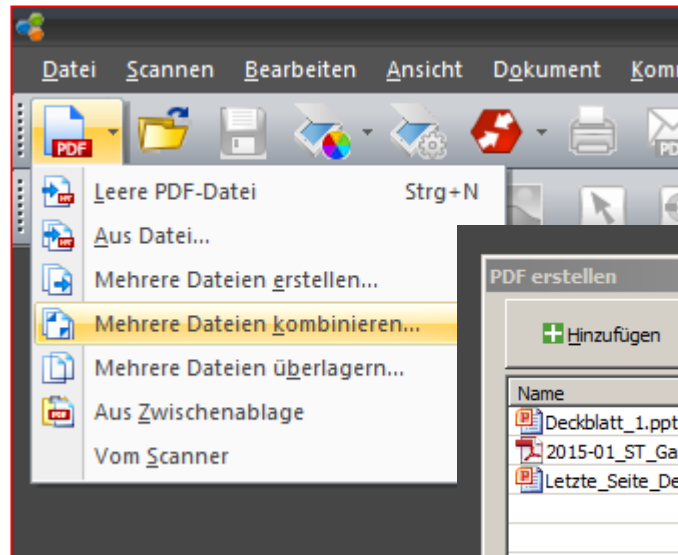 Datei Scannen Bearbeiten Ansicht Dokument
PDF
Leere PDF-Datei Strg+N
Aus Datei...
Mehrere Dateien erstellen...
Mehrere Dateien kombinieren...
Mehrere Dateien überlagern...
Aus Zwischenablage
Vom Scanner
PDF erstellen
Hinzufügen
Name
Deckblatt_1.ppt
2015-01_ST_Ga
Letzte_Seite_De